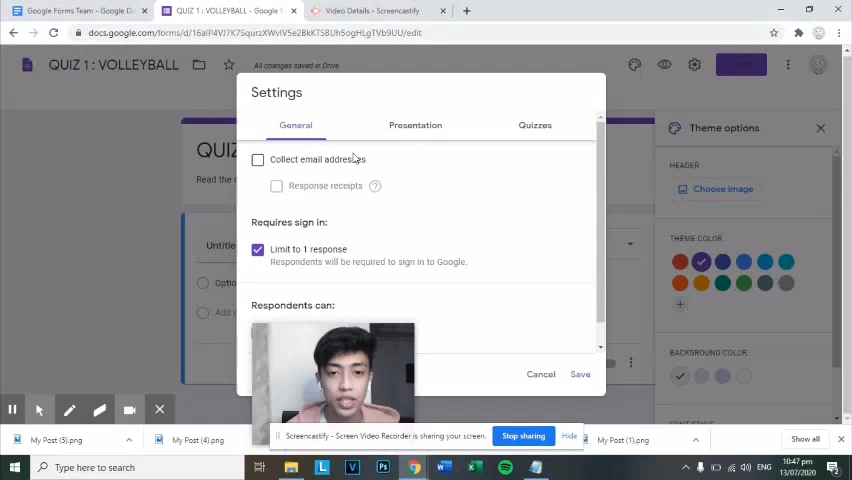 Google Forms Team - Google Do
QUIZ 1 : VOLLEYBALL - Google F
Video Details - Screencastify
docs.google.com/forms/d/16alP4VJ7K7SqurzXWvIV5e2BkKTSBUh5ogHLgTVb9UU/edit
QUIZ 1 : VOLLEYBALL
All changes saved in Drive
Settings
General
Presentation
Quizzes
Theme options
QUIZ
Collect email addresses
Read the
Response receipts
HEADER
Choose image
Requires sign in:
Limit to 1 response
Respondents will be required to sign in to Google.
THEME COLOR
Untitle
Optio
Add o
Respondents can:
BACKGROUND COLOR
Cancel
Save
Screencastify - Screen Video Recorder is sharing your screen.
Stop sharing
Hide
My Post (5).png
My Post (4).png
My Post (1).png
Show all
Type here to search
ENG
10:47 pm
13/07/2020
2